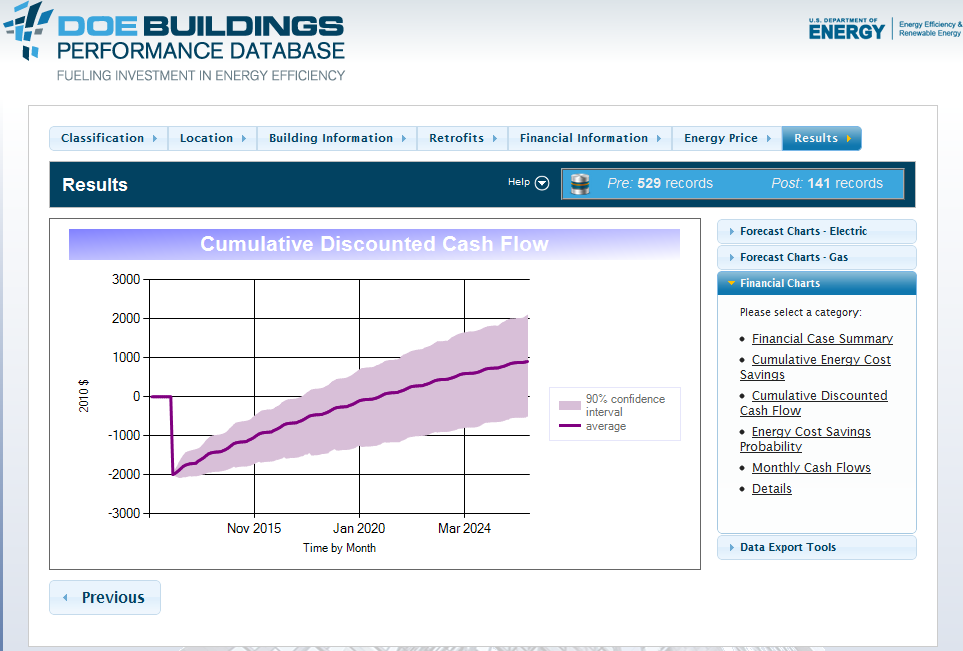 DOE BUILDINGS
PERFORMANCE DATABASE
FUELING INVESTMENT IN ENERGY EFFICIENCY
U.S. DEPARTMENT OF
ENERGY
Energy Efficiency &
Renewable Energy
Classification
Location
Building Information
Retrofits
Financial Information
Energy Price
Results
Results
Help
Pre: 529 records
Post: 141 records
Cumulative Discounted Cash Flow
3000
2000
1000
0
-1000
-2000
-3000
2010 $
Nov 2015
Jan 2020
Mar 2024
Time by Month
90% confidence
interval
average
Forecast Charts - Electric
Forecast Charts - Gas
Financial Charts
Please select a category:
Financial Case Summary
Cumulative Energy Cost
Savings
Cumulative Discounted
Cash Flow
Energy Cost Savings
Probability
Monthly Cash Flows
Details
Data Export Tools
Previous